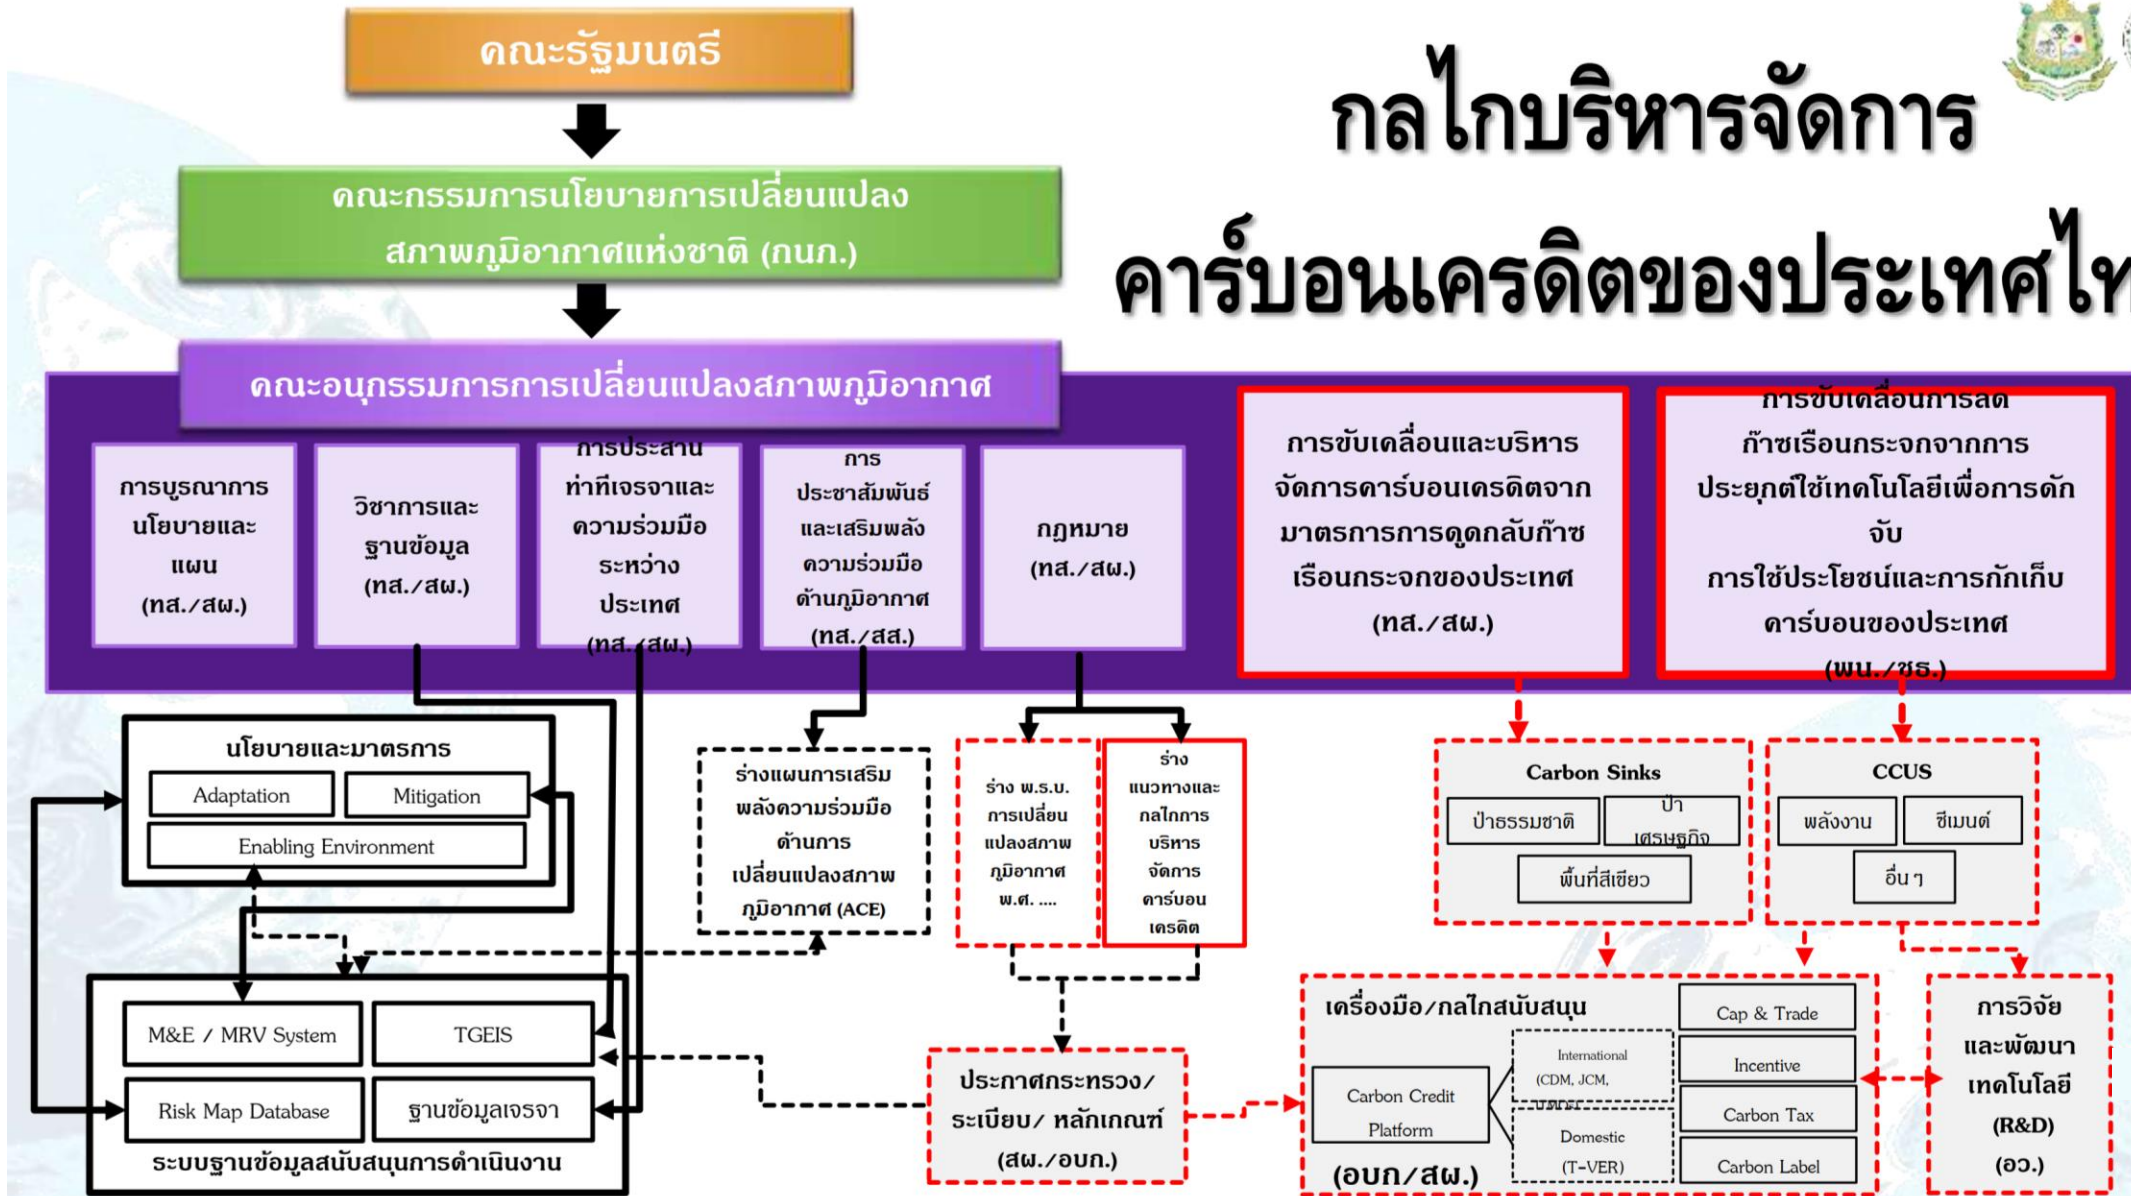 คณะรัฐมนตรี
กลไกบริหารจัดการ
คาร์บอนเครดิตของประเทศไท
คณะกรรมการนโยบายการเปลี่ยนแปลง
สภาพภูมิอากาศแห่งชาติ (กนภ.)
คณะอนุกรรมการการเปลี่ยนแปลงสภาพภูมิอากาศ
การบูรณาการ
นโยบายและ
แผน
(ทส./สผ.)
วิชาการและ
ฐานข้อมูล
(ทส./สผ.)
การประสาน
ท่าทีเจรจาและ
ความร่วมมือ
ระหว่าง
ประเทศ
(ทส./สผ.)
การ
ประชาสัมพันธ์
และเสริมพลัง
ความร่วมมือ
ด้านภูมิอากาศ
(ทส./สส.)
กฎหมาย
(ทส./สผ.)
การขับเคลื่อนและบริหาร
จัดการคาร์บอนเครดิตจาก
มาตรการการดูดกลับก๊าซ
เรือนกระจกของประเทศ
(ทส./สผ.)
การขับเคลื่อนการลด
ก๊าซเรือนกระจกจากการ
ประยุกต์ใช้เทคโนโลยีเพื่อการดัก
จับ
การใช้ประโยชน์และการกักเก็บ
คาร์บอนของประเทศ
(พน./ชธ.)
นโยบายและมาตรการ
Adaptation
Mitigation
Enabling Environment
ร่างแผนการเสริม
พลังความร่วมมือ
ด้านการ
เปลี่ยนแปลงสภาพ
ภูมิอากาศ (ACE)
ร่าง พ.ร.บ.
การเปลี่ยน
แปลงสภาพ
ภูมิอากาศ
พ.ศ. ....
ร่าง
แนวทางและ
กลไกการ
บริหาร
จัดการ
คาร์บอน
เครดิต
Carbon Sinks
ป่าธรรมชาติ
ป่า
เศรษฐกิจ
พื้นที่สีเขียว
CCUS
พลังงาน
ซีเมนต์
อื่น ๆ
M&E / MRV System
TGEIS
Risk Map Database
ฐานข้อมูลเจรจา
ระบบฐานข้อมูลสนับสนุนการดำเนินงาน
ประกาศกระทรวง/
ระเบียบ/ หลักเกณฑ์
(สผ./อบก.)
เครื่องมือ/กลไกสนับสนุน
Carbon Credit
Platform
(อบก/สผ.)
International
(CDM, JCM,
Domestic
(T-VER)
Cap & Trade
Incentive
Carbon Tax
Carbon Label
การวิจัย
และพัฒนา
เทคโนโลยี
(R&D)
(อว.)